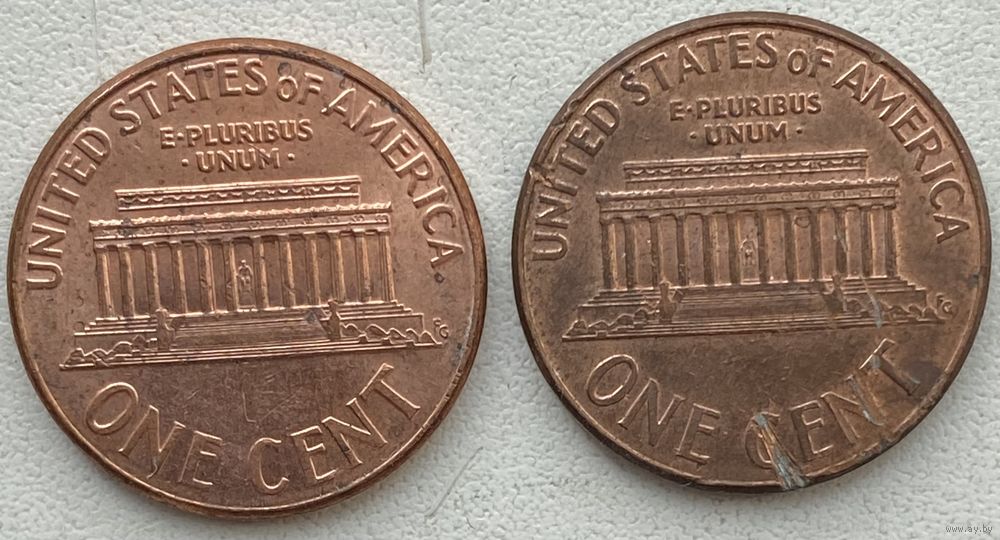 UNITED STATES OF AMERICA
E·PLURIBUS
·UNUM·
FG
ONE CENT
UNITED STATES OF AMERICA
E·PLURIBUS
·UNUM·
FG
ONE CENT
www.ay.by